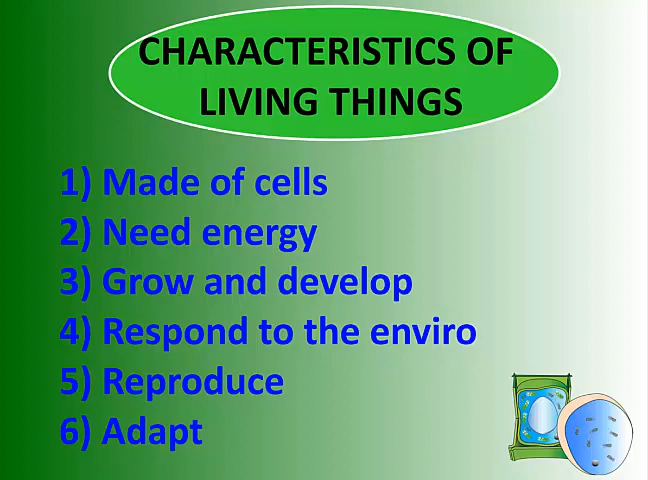 CHARACTERISTICS OF
LIVING THINGS
1) Made of cells
2) Need energy
3) Grow and develop
4) Respond to the enviro
5) Reproduce
6) Adapt